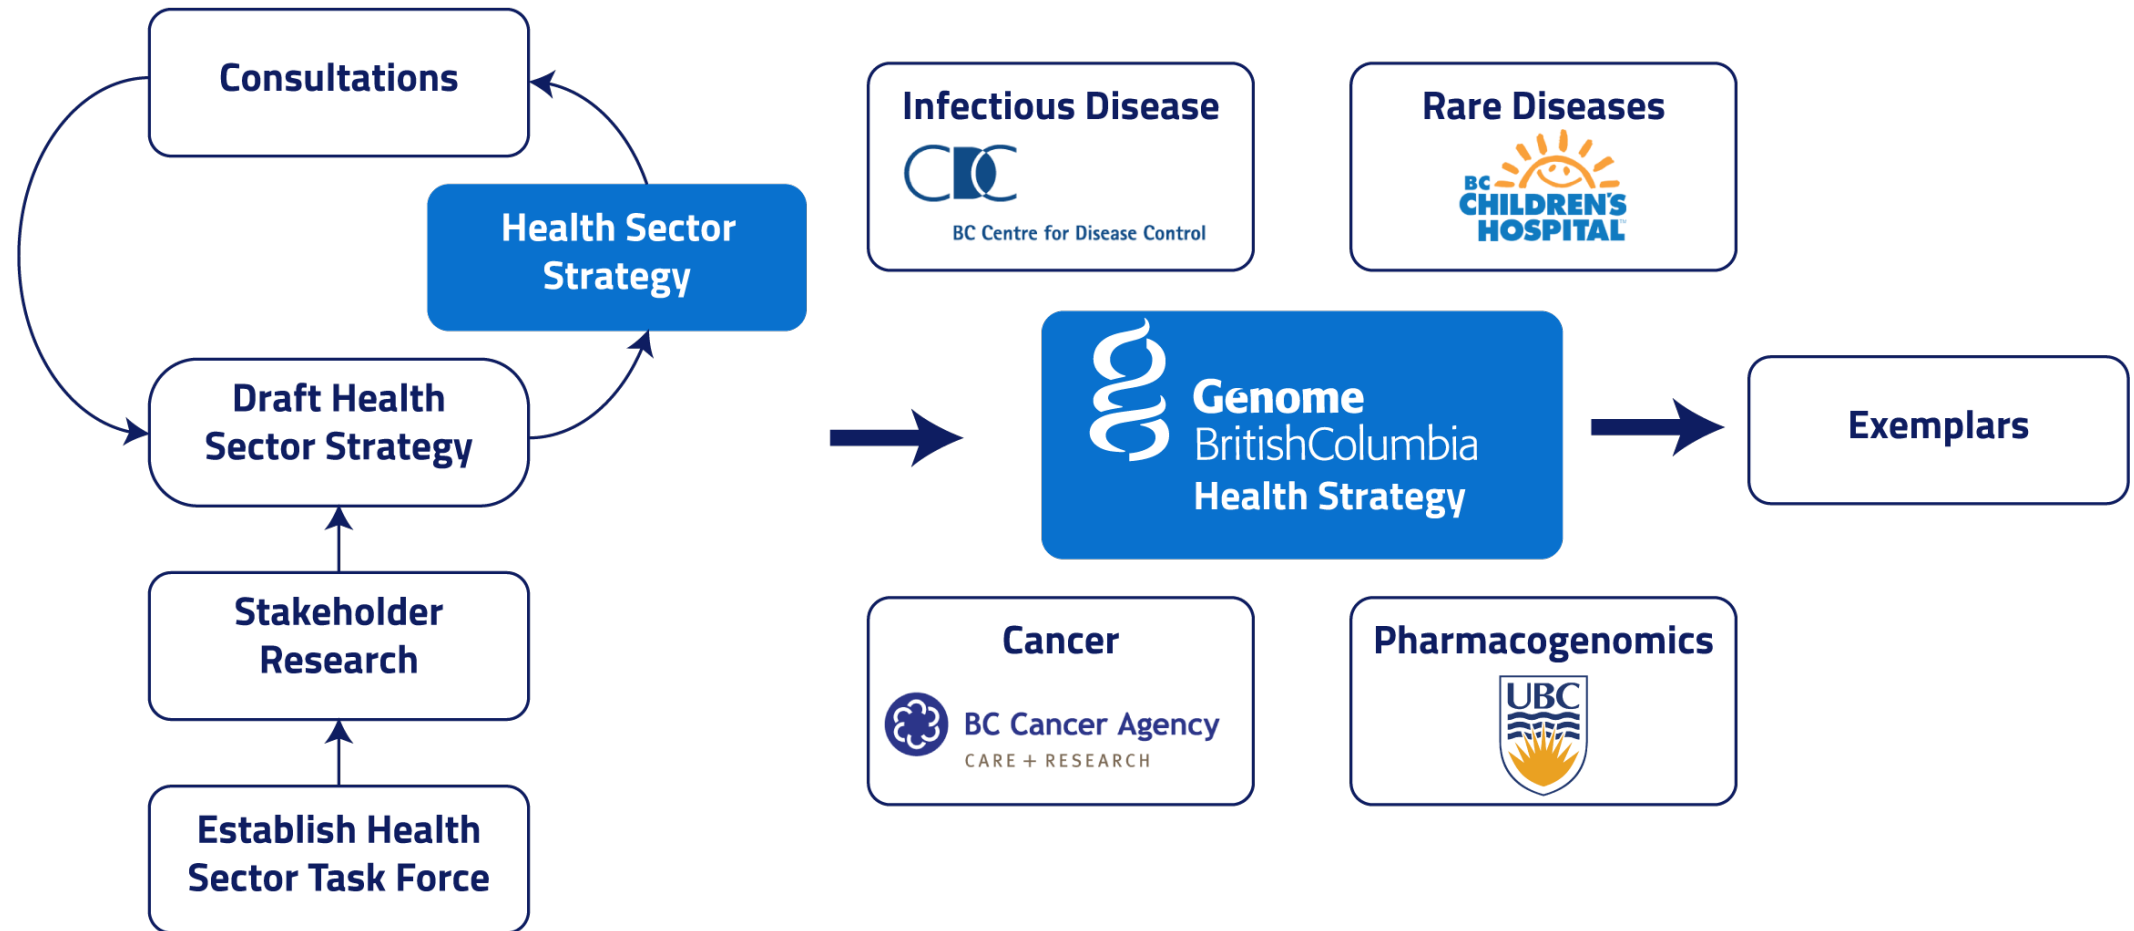 Consultations
Health Sector
Strategy
Draft Health
Sector Strategy
Stakeholder
Research
Establish Health
Sector Task Force
Infectious Disease
CDC
BC Centre for Disease Control
Rare Diseases
BC
CHILDREN'S
HOSPITAL™
Genome
BritishColumbia
Health Strategy
Cancer
BC Cancer Agency
CARE + RESEARCH
Pharmacogenomics
UBC
Exemplars